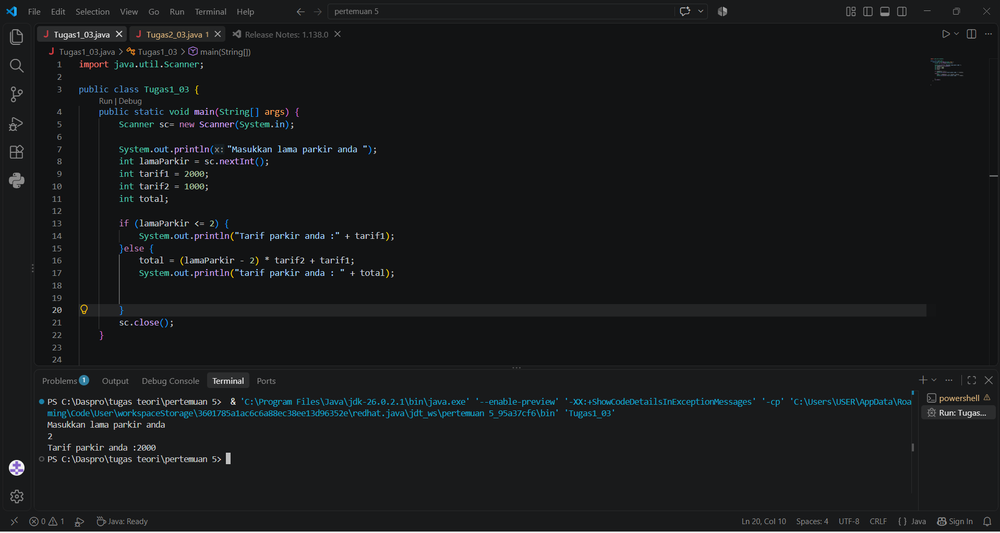 File Edit Selection View Go Run Terminal Help
pertemuan 5
Tugas1_03.java
Tugas2_03.java 1
Release Notes: 1.138.0
Tugas1_03.java > Tugas1_03 > main(String[])
1 import java.util.Scanner;
2
3 public class Tugas1_03 {
Run | Debug
4 public static void main(String[] args) {
5 Scanner sc= new Scanner(System.in);
6
7 System.out.println(x: "Masukkan lama parkir anda ");
8 int lamaParkir = sc.nextInt();
9 int tarif1 = 2000;
10 int tarif2 = 1000;
11 int total;
12
13 if (lamaParkir <= 2) {
14 System.out.println("Tarif parkir anda :" + tarif1);
15 }else {
16 total = (lamaParkir - 2) * tarif2 + tarif1;
17 System.out.println("tarif parkir anda : " + total);
18
19
20 }
21 sc.close();
22 }
23
24
Problems 1 Output Debug Console Terminal Ports
PS C:\Daspro\tugas teori\pertemuan 5> & 'C:\Program Files\Java\jdk-26.0.2.1\bin\java.exe' '--enable-preview' '-XX:+ShowCodeDetailsInExceptionMessages' '-cp' 'C:\Users\USER\AppData\Roa
ming\Code\User\workspaceStorage\3601785a1ac6c6a88ec38ee13d96352e\redhat.java\jdt_ws\pertemuan 5_95a37cf6\bin' 'Tugas1_03'
Masukkan lama parkir anda
2
Tarif parkir anda :2000
PS C:\Daspro\tugas teori\pertemuan 5>
powershell
Run: Tugas...
0 1 Java: Ready
Ln 20, Col 10 Spaces: 4 UTF-8 CRLF { } Java Sign In